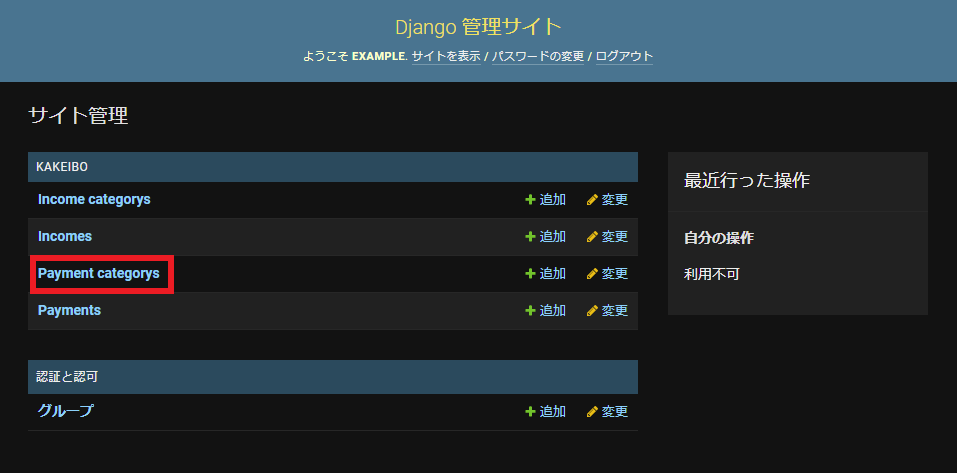 Django 管理サイト
ようこそ EXAMPLE. サイトを表示 / パスワードの変更 / ログアウト
サイト管理
KAKEIBO
Income categorys 追加 変更
Incomes 追加 変更
Payment categorys 追加 変更
Payments 追加 変更
認証と認可
グループ 追加 変更
最近行った操作
自分の操作
利用不可